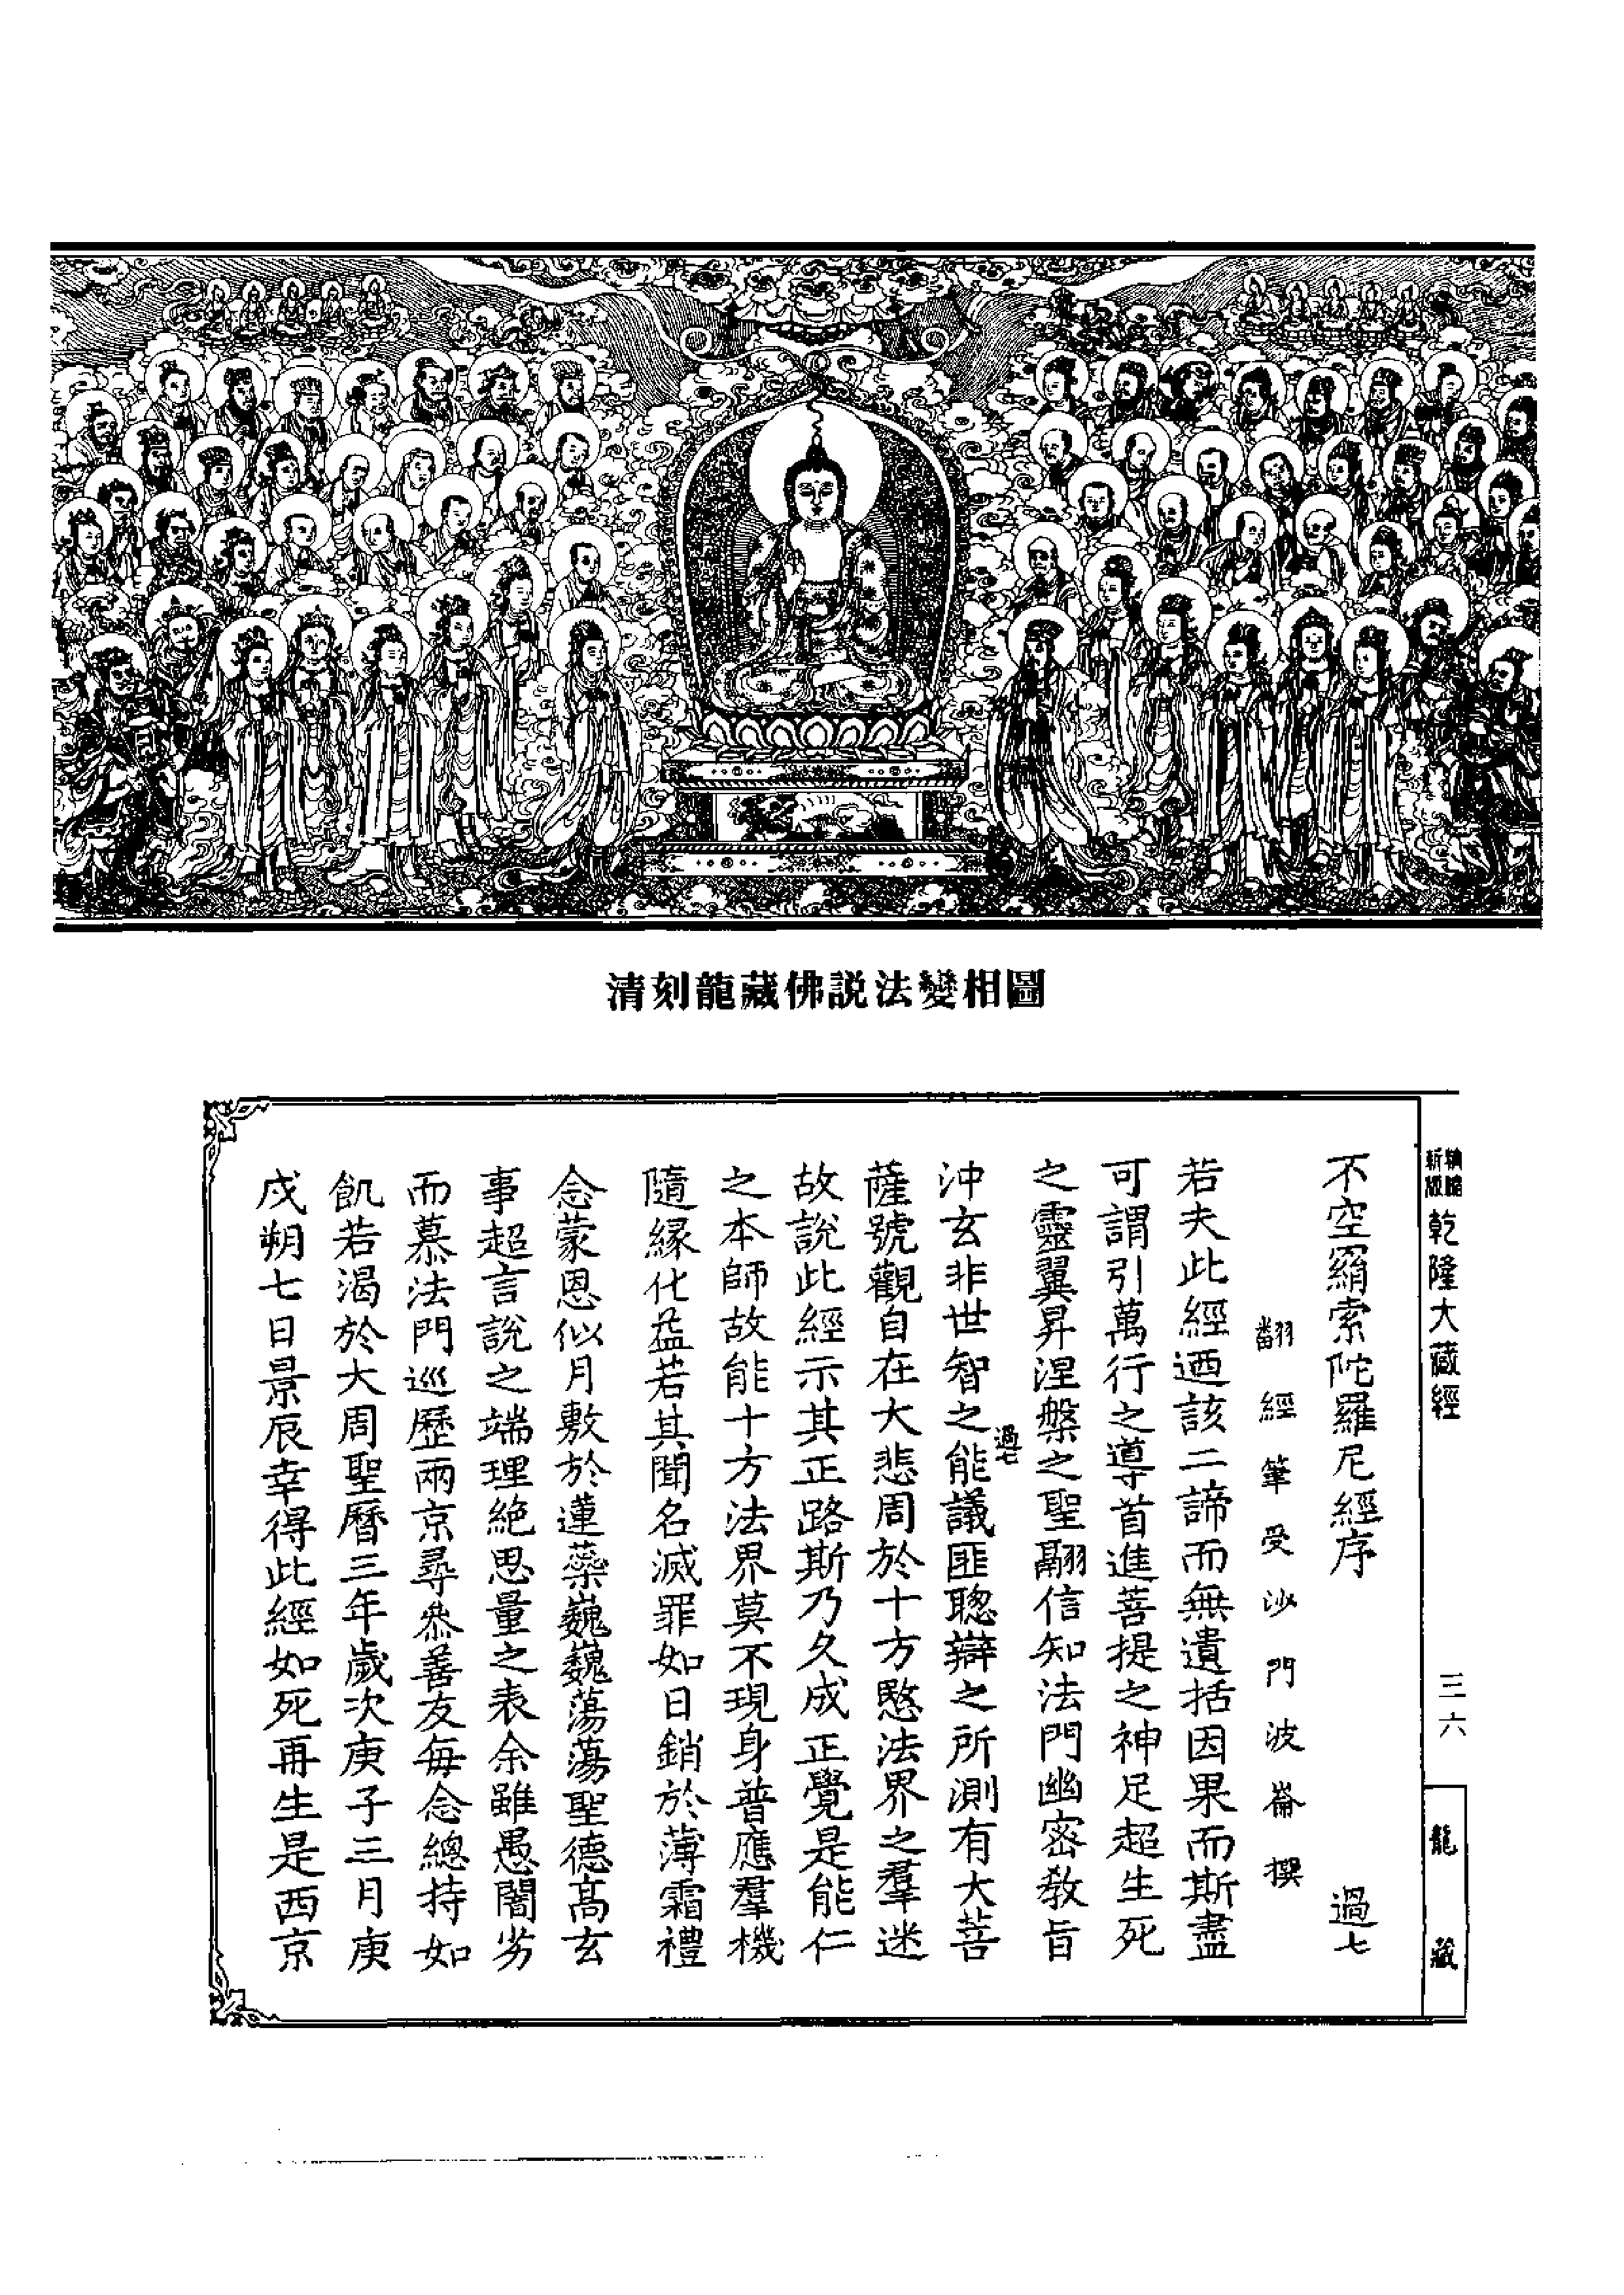 清刻龍藏佛説法變相圖
新版
乾隆大藏經
三六
龍藏
不空羂索陀羅尼經序 過七
翻經筆受沙門波崙撰
若夫此經迺該二諦而無遺括因果而斯盡
可謂引萬行之導首進菩提之神足超生死
之靈翼昇涅槃之聖翮信知法門幽密教旨
過七
沖玄非世智之能議匪聰辯之所測有大菩
薩號觀自在大悲周於十方愍法界之羣迷
故說此經示其正路斯乃久成正覺是能仁
之本師故能十方法界莫不現身普應羣機
隨緣化益若其聞名滅罪如日銷於薄霜禮
念蒙恩似月敷於蓮蘂巍巍蕩蕩聖德高玄
事超言說之端理絶思量之表余雖愚闇劣
而慕法門巡歷兩京尋叅善友每念總持如
飢若渴於大周聖曆三年歲次庚子三月庚
戌朔七日景辰幸得此經如死再生是西京